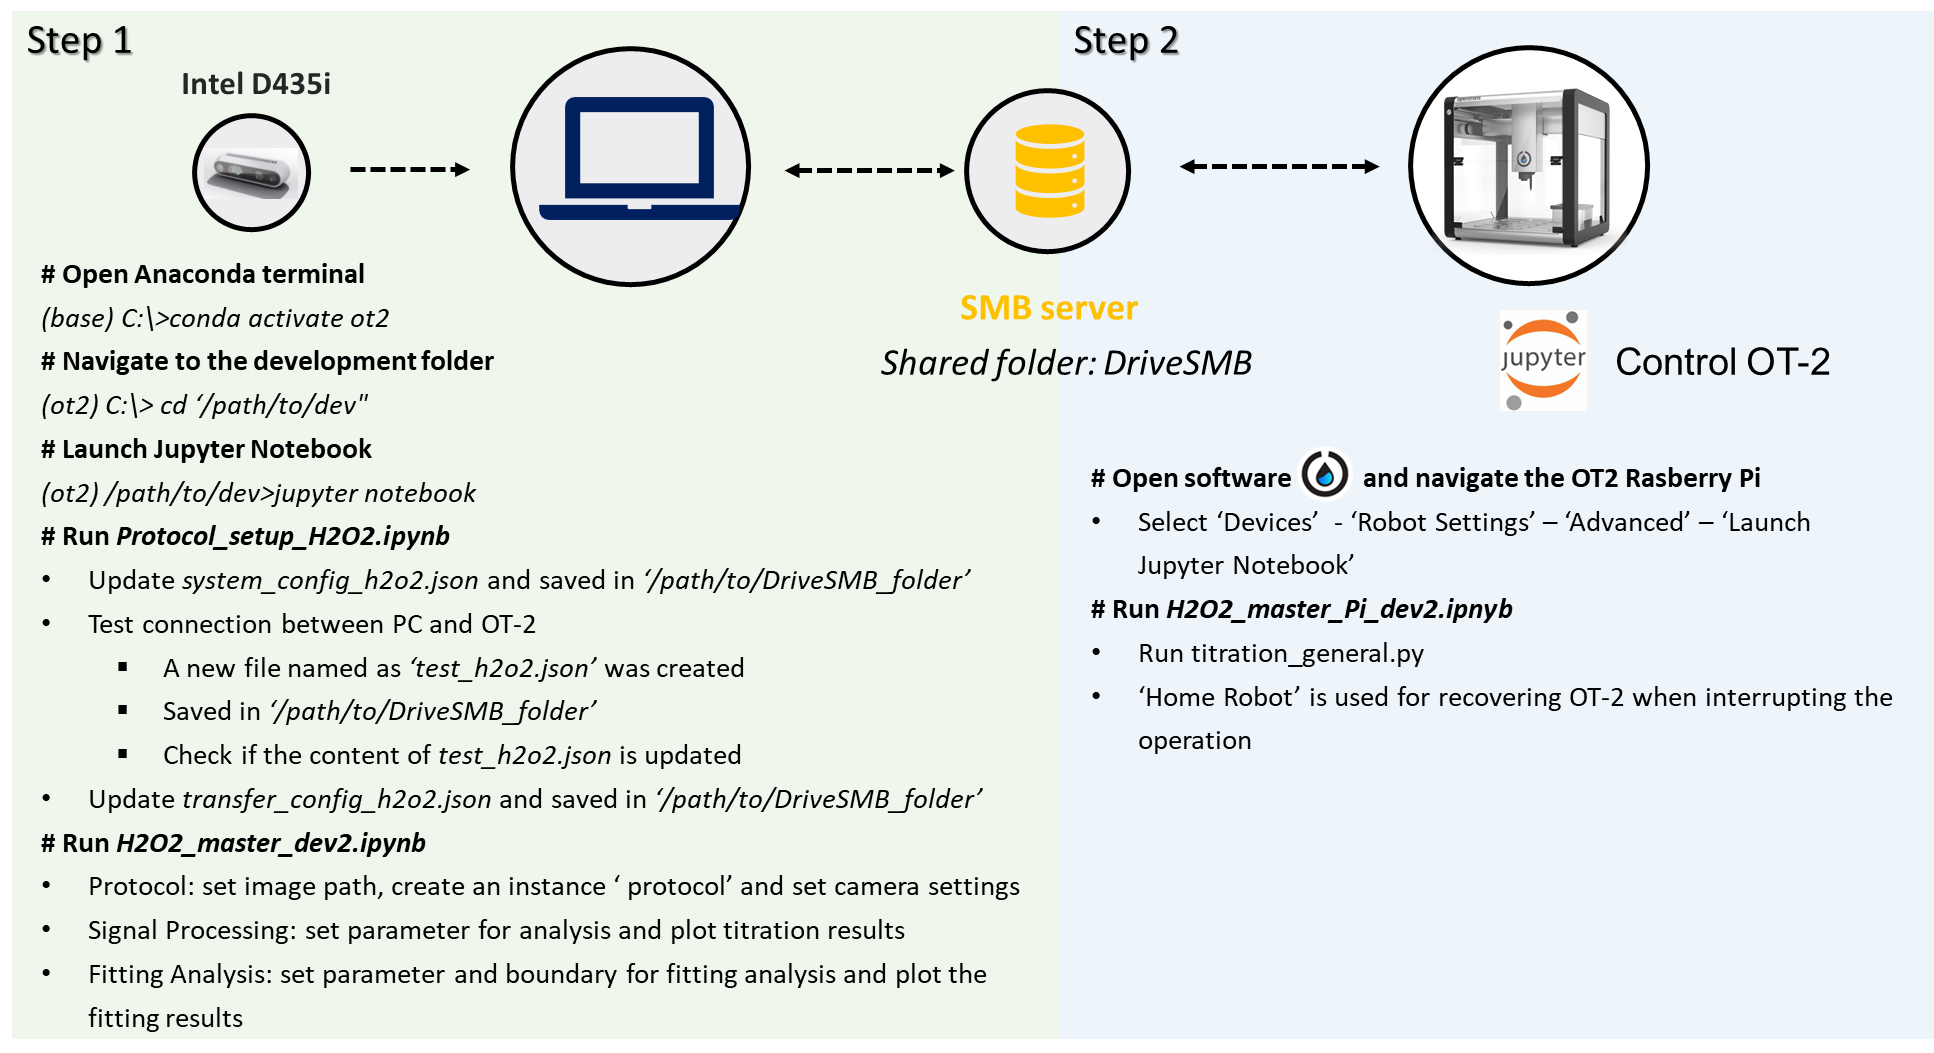 Step 1
Intel D435i
# Open Anaconda terminal
(base) C:\>conda activate ot2
# Navigate to the development folder
(ot2) C:\> cd ‘/path/to/dev"
# Launch Jupyter Notebook
(ot2) /path/to/dev>jupyter notebook
# Run Protocol_setup_H2O2.ipynb
• Update system_config_h2o2.json and saved in ‘/path/to/DriveSMB_folder’
• Test connection between PC and OT-2
▪ A new file named as ‘test_h2o2.json’ was created
▪ Saved in ‘/path/to/DriveSMB_folder’
▪ Check if the content of test_h2o2.json is updated
• Update transfer_config_h2o2.json and saved in ‘/path/to/DriveSMB_folder’
# Run H2O2_master_dev2.ipynb
• Protocol: set image path, create an instance ‘ protocol’ and set camera settings
• Signal Processing: set parameter for analysis and plot titration results
• Fitting Analysis: set parameter and boundary for fitting analysis and plot the
fitting results
SMB server
Shared folder: DriveSMB
Step 2
opentrons
jupyter
Control OT-2
# Open software and navigate the OT2 Rasberry Pi
• Select ‘Devices’ - ‘Robot Settings’ – ‘Advanced’ – ‘Launch
Jupyter Notebook’
# Run H2O2_master_Pi_dev2.ipnyb
• Run titration_general.py
• ‘Home Robot’ is used for recovering OT-2 when interrupting the
operation